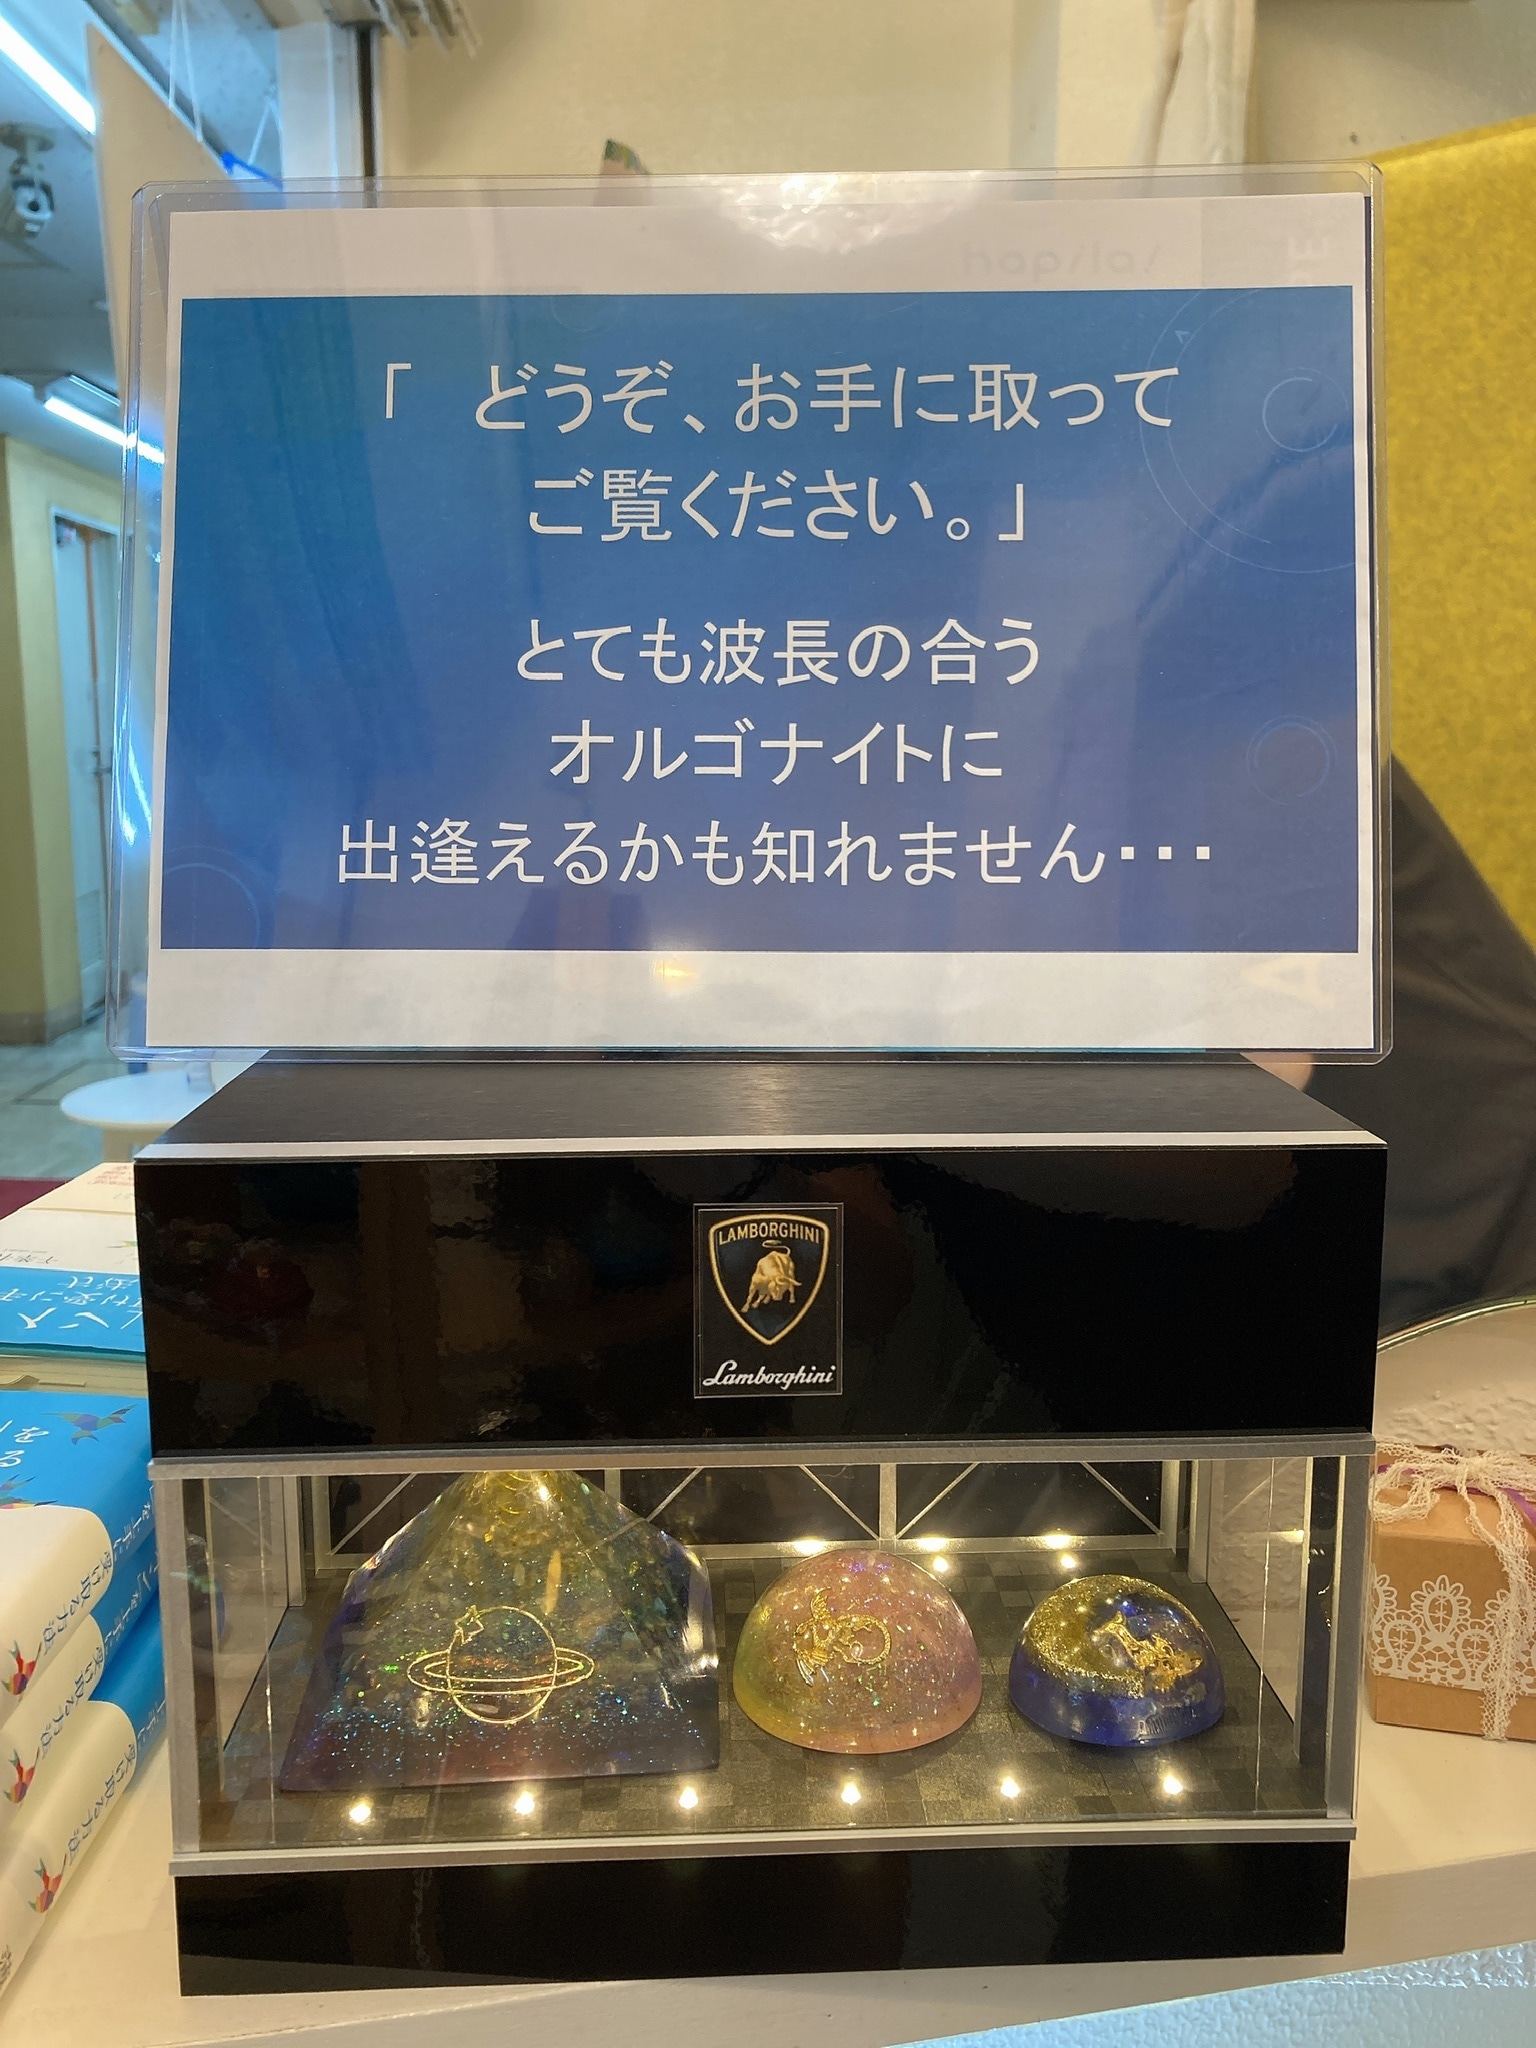 「　どうぞ、お手に取って
ご覧ください。」
とても波長の合う
オルゴナイトに
出逢えるかも知れません・・・
hapila!
LAMBORGHINI
Lamborghini